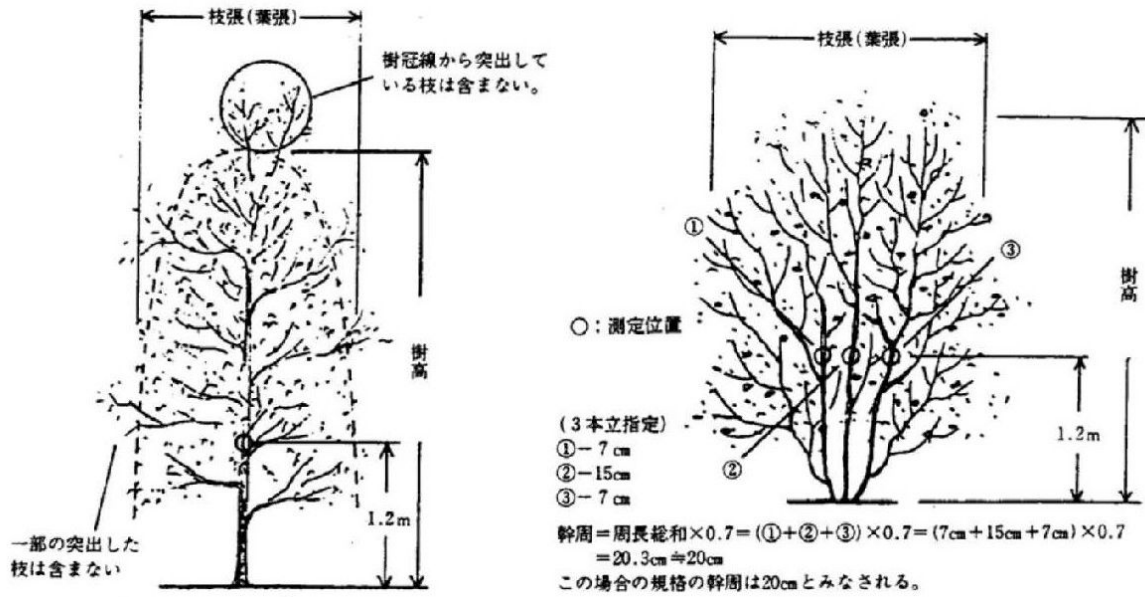 枝張(葉張)
樹冠線から突出して
いる枝は含まない。
樹高
1.2m
一部の突出した
枝は含まない
枝張(葉張)
①
③
樹高
○:測定位置
(3本立指定)
①-7㎝
②-15㎝
③-7㎝
②
1.2m
幹周=周長総和×0.7=(①+②+③)×0.7=(7㎝+15㎝+7㎝)×0.7
=20.3㎝≒20㎝
この場合の規格の幹周は20㎝とみなされる。